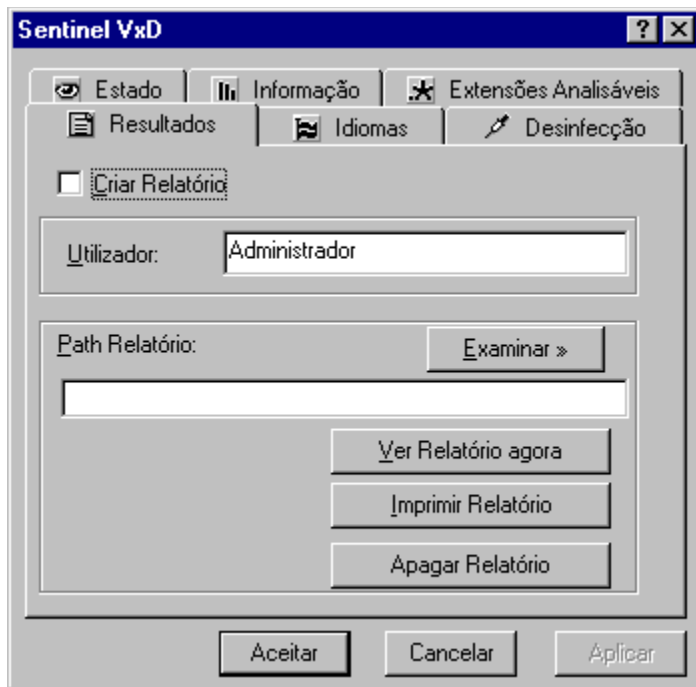 Sentinel VxD
Estado Informação Extensões Analisáveis
Resultados Idiomas Desinfecção
Criar Relatório
Utilizador: Administrador
Path Relatório: Examinar »
Ver Relatório agora
Imprimir Relatório
Apagar Relatório
Aceitar Cancelar Aplicar